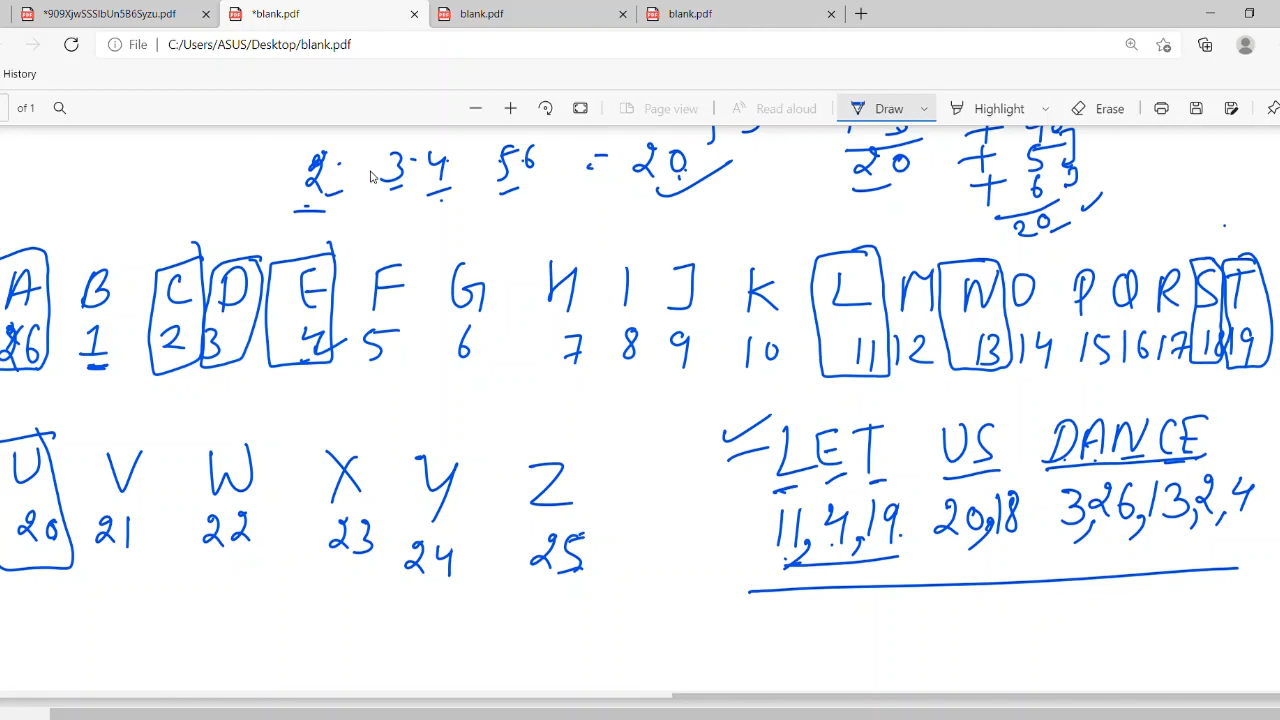 *909XjwSSSlbUn5B6Syzu.pdf *blank.pdf blank.pdf blank.pdf
File C:/Users/ASUS/Desktop/blank.pdf
History
of 1 Page view Read aloud Draw Highlight Erase
2 3 4 5 6 = 20 20 + + 5 + 6 20
A B C D E F G H I J K L M N O P Q R S T
26 1 2 3 4 5 6 7 8 9 10 11 12 13 14 15 16 17 18 19
U V W X Y Z LET US DANCE
20 21 22 23 24 25 11, 4, 19 20, 18 3, 26, 13, 2, 4